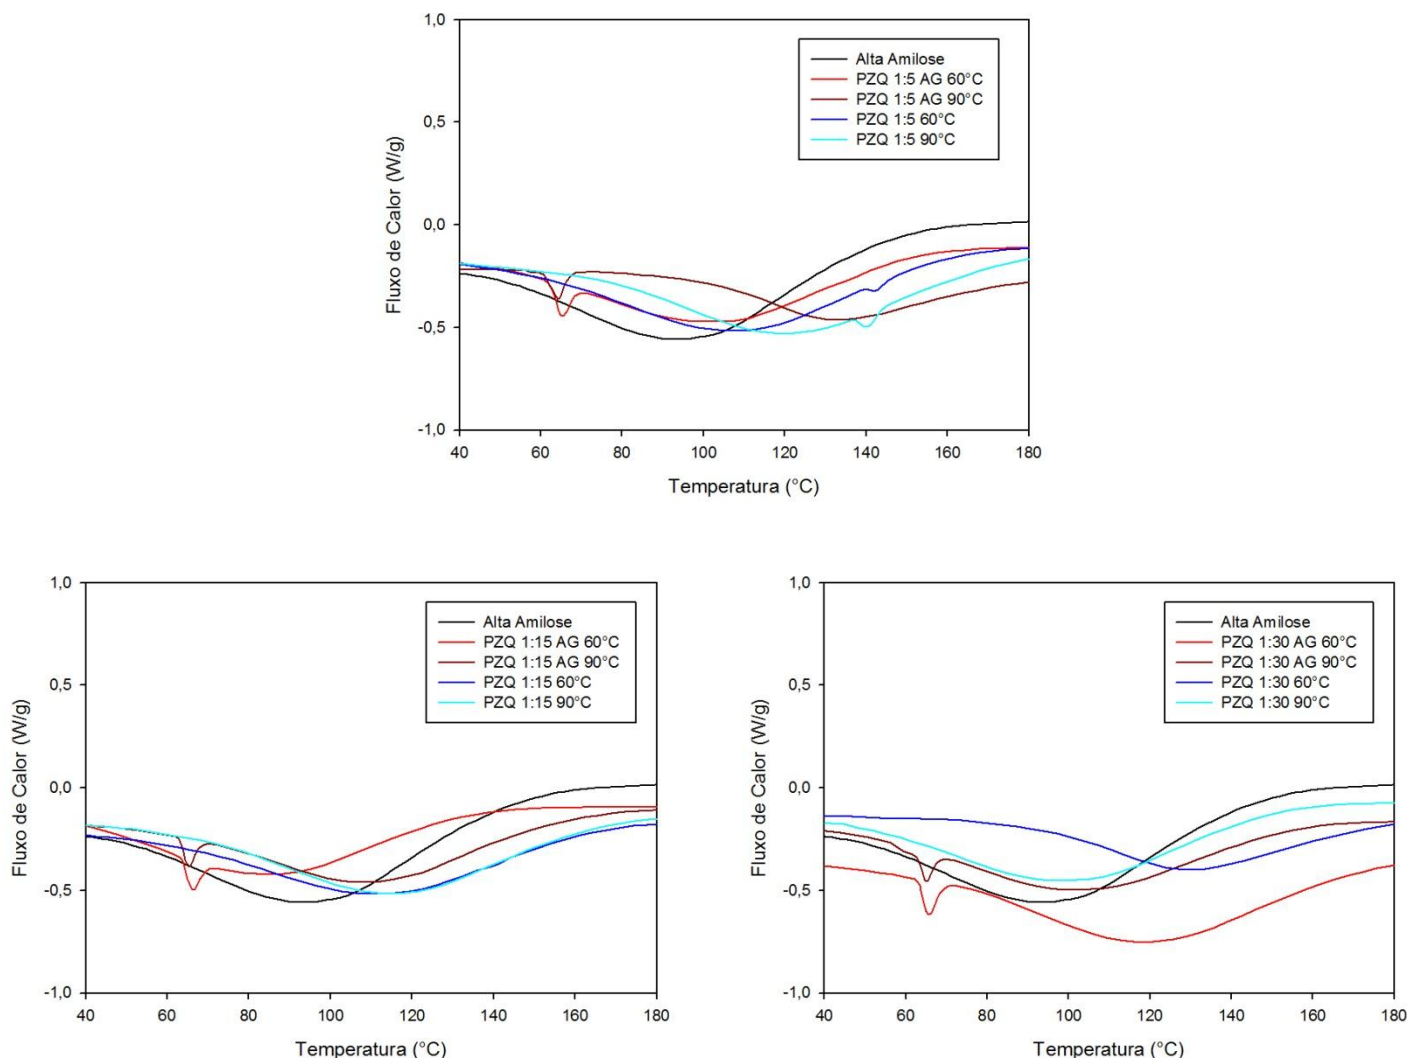 1,0
0,5
0,0
-0,5
-1,0
Fluxo de Calor (W/g)
Alta Amilose
PZQ 1:5 AG 60°C
PZQ 1:5 AG 90°C
PZQ 1:5 60°C
PZQ 1:5 90°C
40 60 80 100 120 140 160 180
Temperatura (°C)
1,0
0,5
0,0
-0,5
-1,0
Fluxo de Calor (W/g)
Alta Amilose
PZQ 1:15 AG 60°C
PZQ 1:15 AG 90°C
PZQ 1:15 60°C
PZQ 1:15 90°C
40 60 80 100 120 140 160 180
Temperatura (°C)
1,0
0,5
0,0
-0,5
-1,0
Fluxo de Calor (W/g)
Alta Amilose
PZQ 1:30 AG 60°C
PZQ 1:30 AG 90°C
PZQ 1:30 60°C
PZQ 1:30 90°C
40 60 80 100 120 140 160 180
Temperatura (°C)